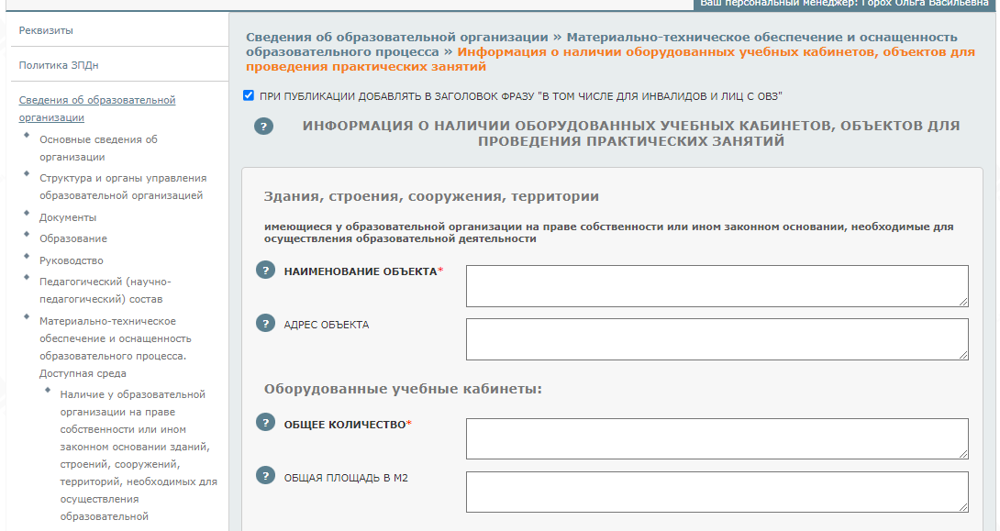 Ваш персональный менеджер: Горох Ольга Васильевна
Реквизиты
Политика ЗПДн
Сведения об образовательной
организации
Основные сведения об
организации
Структура и органы управления
образовательной организацией
Документы
Образование
Руководство
Педагогический (научно-
педагогический) состав
Материально-техническое
обеспечение и оснащенность
образовательного процесса.
Доступная среда
Наличие у образовательной
организации на праве
собственности или ином
законном основании зданий,
строений, сооружений,
территорий, необходимых для
осуществления
образовательной
Сведения об образовательной организации » Материально-техническое обеспечение и оснащенность
образовательного процесса » Информация о наличии оборудованных учебных кабинетов, объектов для
проведения практических занятий
ПРИ ПУБЛИКАЦИИ ДОБАВЛЯТЬ В ЗАГОЛОВОК ФРАЗУ "В ТОМ ЧИСЛЕ ДЛЯ ИНВАЛИДОВ И ЛИЦ С ОВЗ"
? ИНФОРМАЦИЯ О НАЛИЧИИ ОБОРУДОВАННЫХ УЧЕБНЫХ КАБИНЕТОВ, ОБЪЕКТОВ ДЛЯ
ПРОВЕДЕНИЯ ПРАКТИЧЕСКИХ ЗАНЯТИЙ
Здания, строения, сооружения, территории
имеющиеся у образовательной организации на праве собственности или ином законном основании, необходимые для
осуществления образовательной деятельности
? НАИМЕНОВАНИЕ ОБЪЕКТА*
? АДРЕС ОБЪЕКТА
Оборудованные учебные кабинеты:
? ОБЩЕЕ КОЛИЧЕСТВО*
? ОБЩАЯ ПЛОЩАДЬ В М2